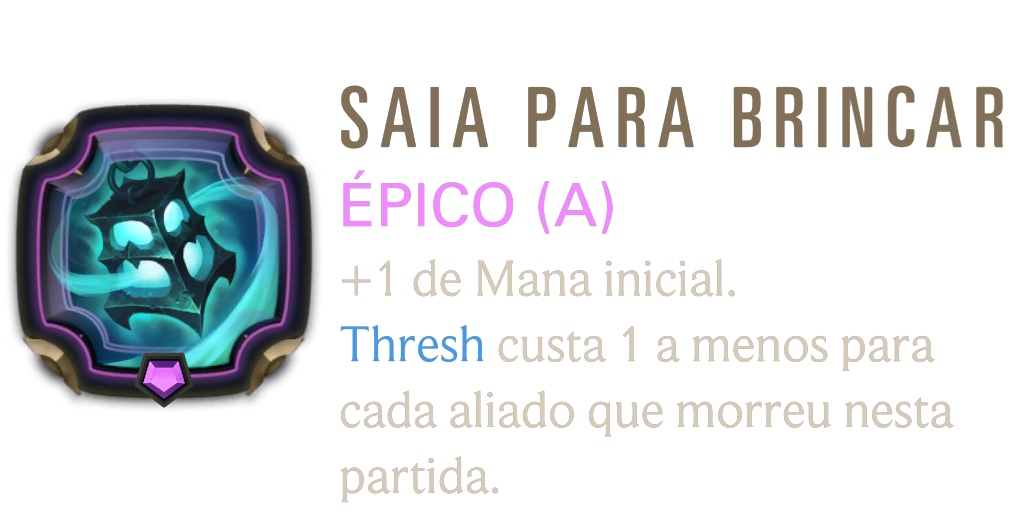 SAIA PARA BRINCAR
ÉPICO (A)
+1 de Mana inicial.
Thresh custa 1 a menos para
cada aliado que morreu nesta
partida.